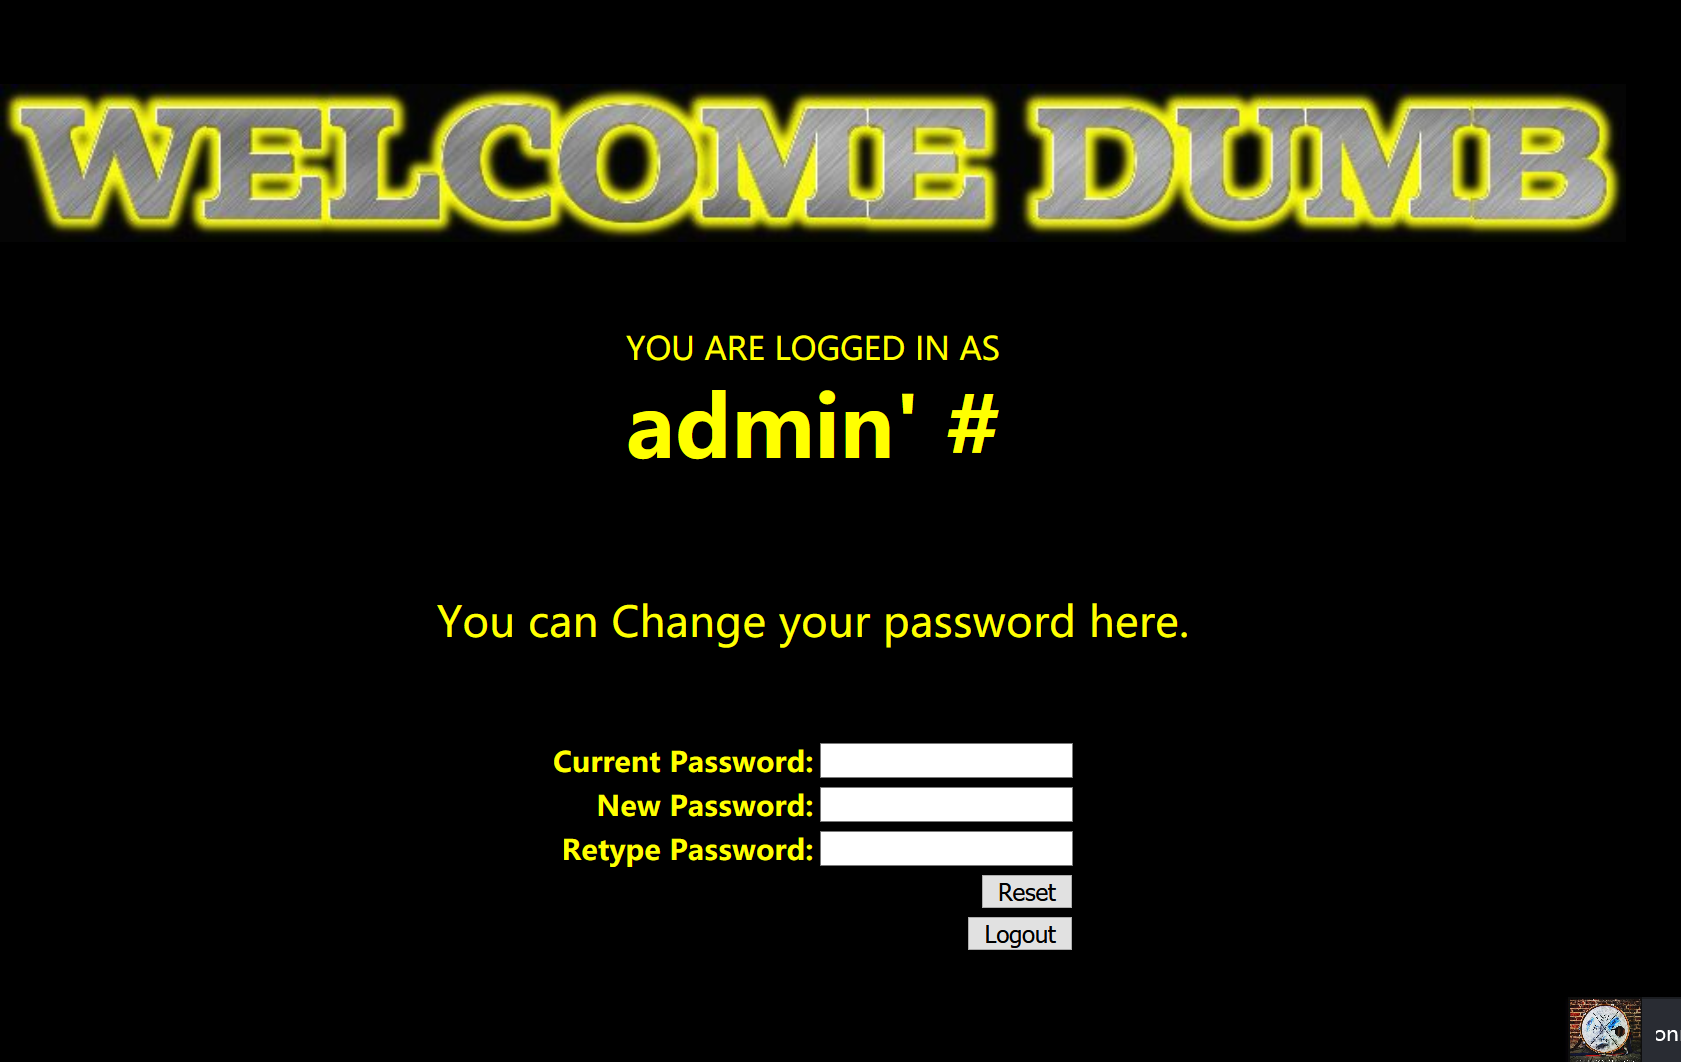 WELCOME DUMB
YOU ARE LOGGED IN AS
admin' #
You can Change your password here.
Current Password:
New Password:
Retype Password:
Reset
Logout